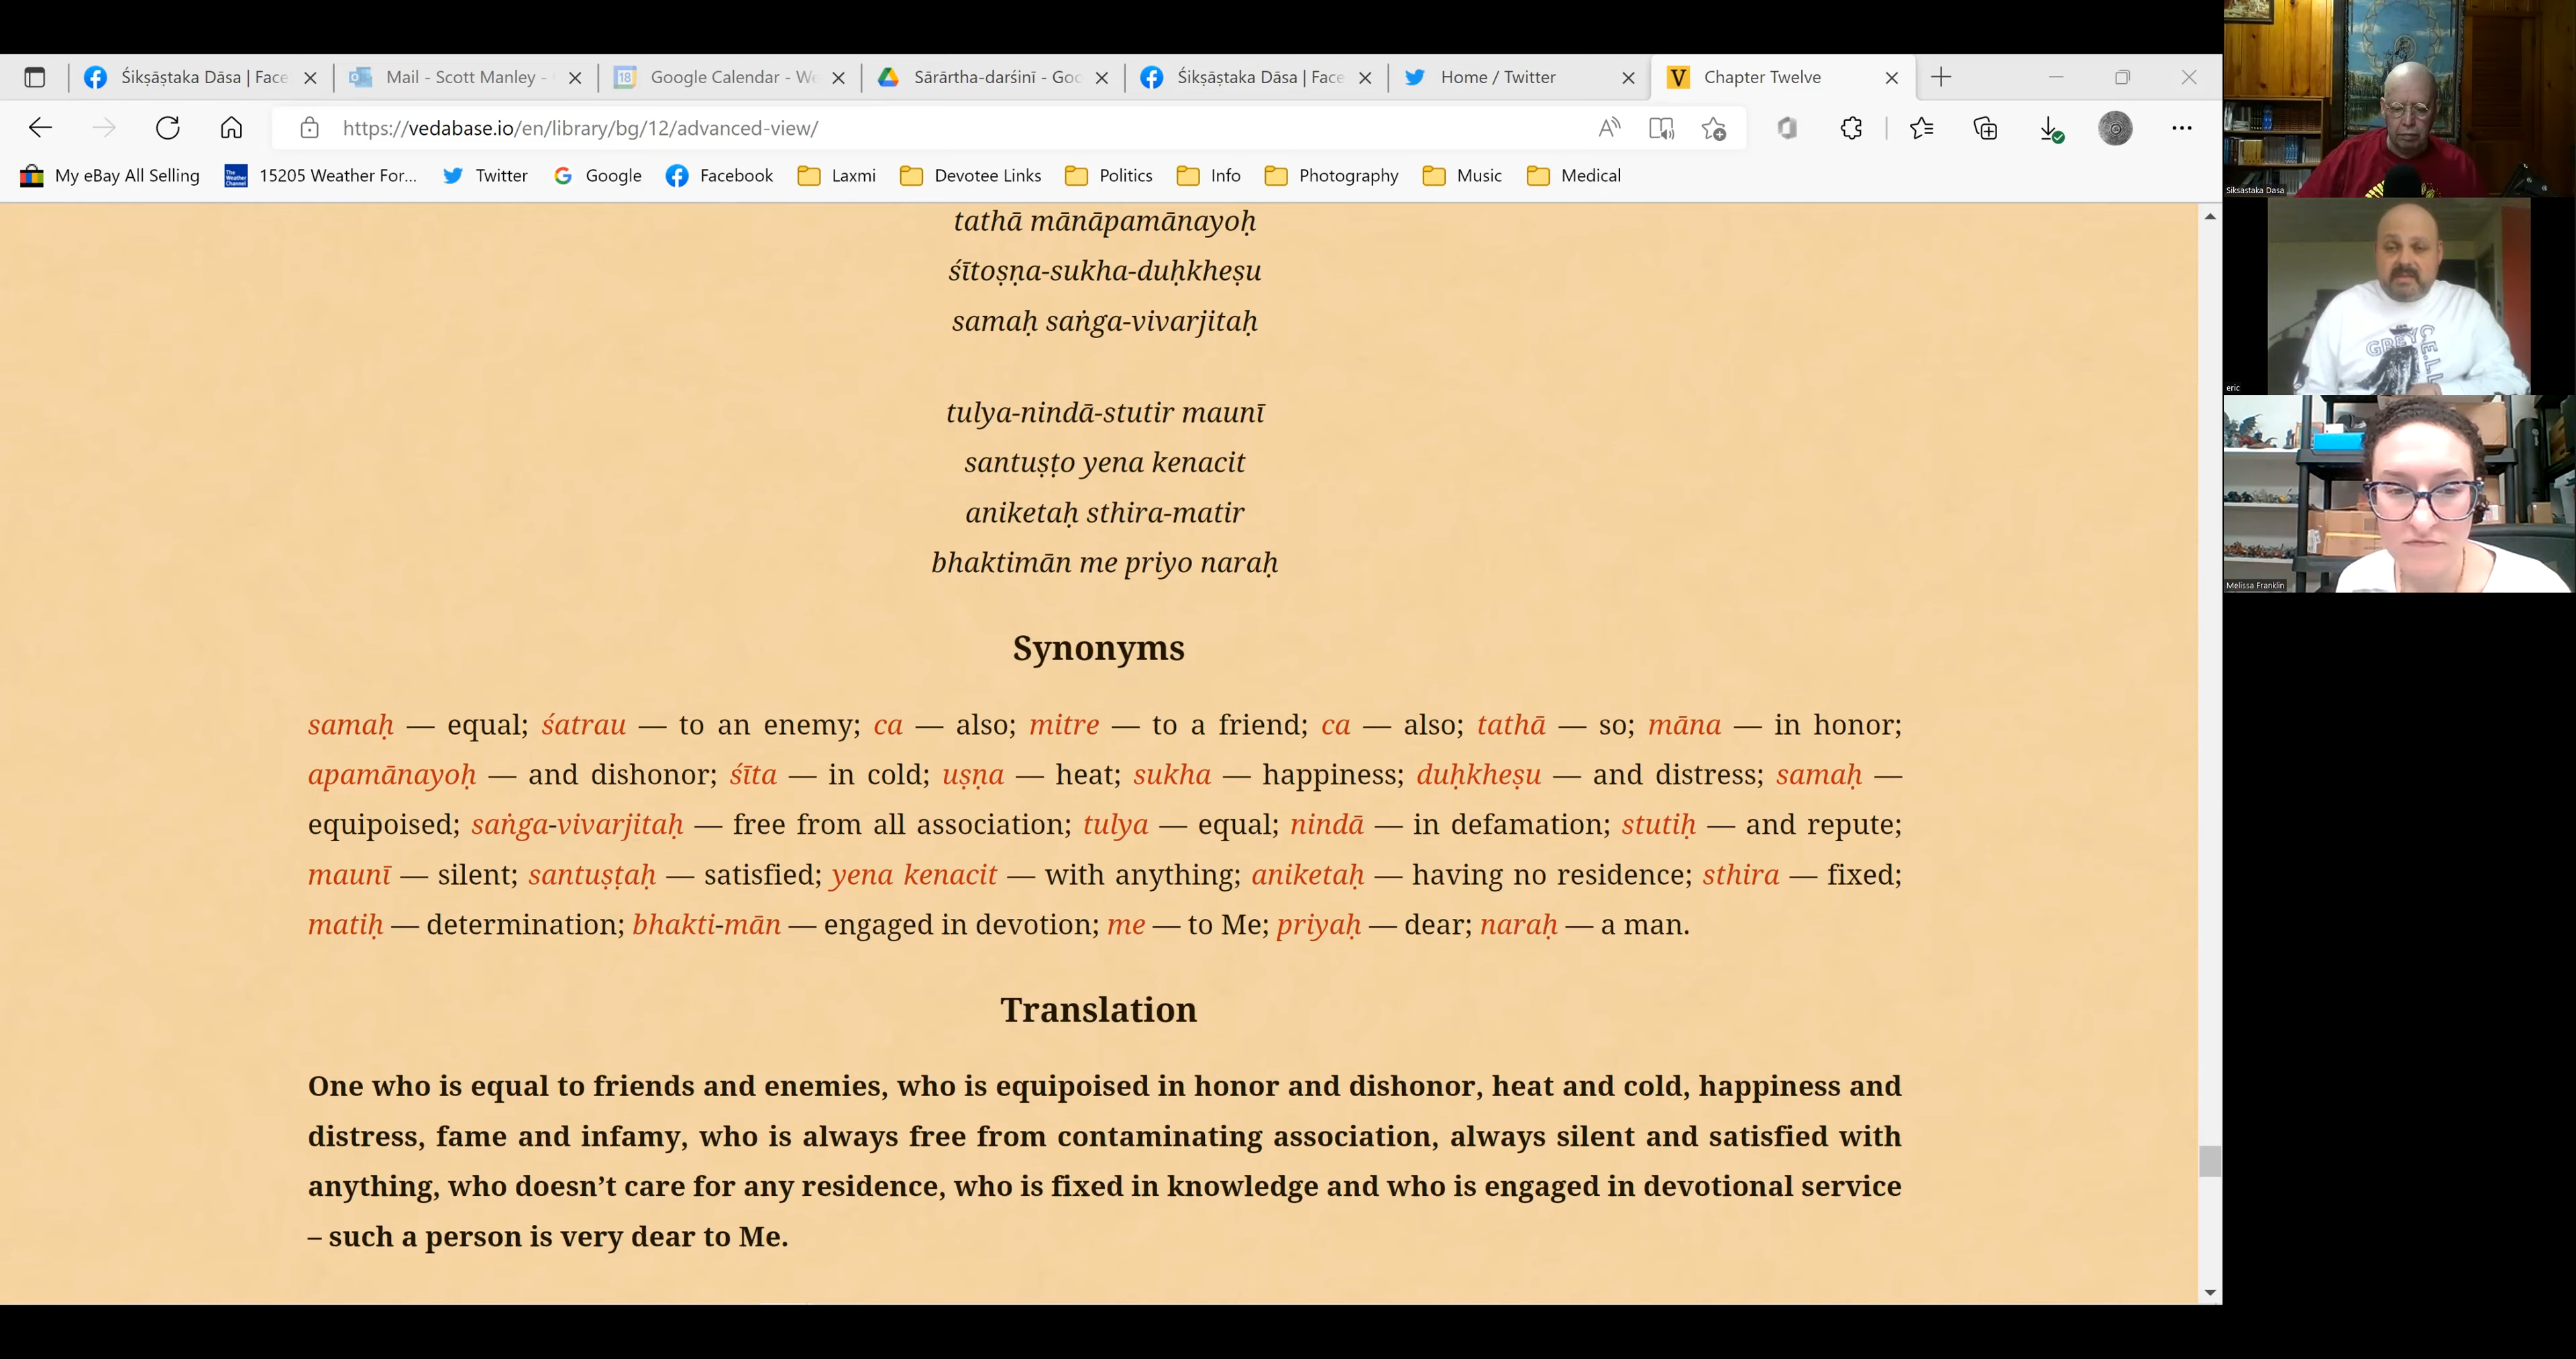 Śikṣāṣṭaka Dāsa | Face
Mail - Scott Manley -
Google Calendar - We
Sārārtha-darśinī - Goo
Śikṣāṣṭaka Dāsa | Face
Home / Twitter
Chapter Twelve
https://vedabase.io/en/library/bg/12/advanced-view/
My eBay All Selling
15205 Weather For...
Twitter
Google
Facebook
Laxmi
Devotee Links
Politics
Info
Photography
Music
Medical
tathā mānāpamānayoḥ
śītoṣṇa-sukha-duḥkheṣu
samaḥ saṅga-vivarjitaḥ
tulya-nindā-stutir maunī
santuṣṭo yena kenacit
aniketaḥ sthira-matir
bhaktimān me priyo naraḥ
Synonyms
samaḥ — equal; śatrau — to an enemy; ca — also; mitre — to a friend; ca — also; tathā — so; māna — in honor;
apamānayoḥ — and dishonor; śīta — in cold; uṣṇa — heat; sukha — happiness; duḥkheṣu — and distress; samaḥ —
equipoised; saṅga-vivarjitaḥ — free from all association; tulya — equal; nindā — in defamation; stutiḥ — and repute;
maunī — silent; santuṣṭaḥ — satisfied; yena kenacit — with anything; aniketaḥ — having no residence; sthira — fixed;
matiḥ — determination; bhakti-mān — engaged in devotion; me — to Me; priyaḥ — dear; naraḥ — a man.
Translation
One who is equal to friends and enemies, who is equipoised in honor and dishonor, heat and cold, happiness and
distress, fame and infamy, who is always free from contaminating association, always silent and satisfied with
anything, who doesn’t care for any residence, who is fixed in knowledge and who is engaged in devotional service
– such a person is very dear to Me.
Siksastaka Dasa
GREY C.E.L.L
eric
Melissa Franklin